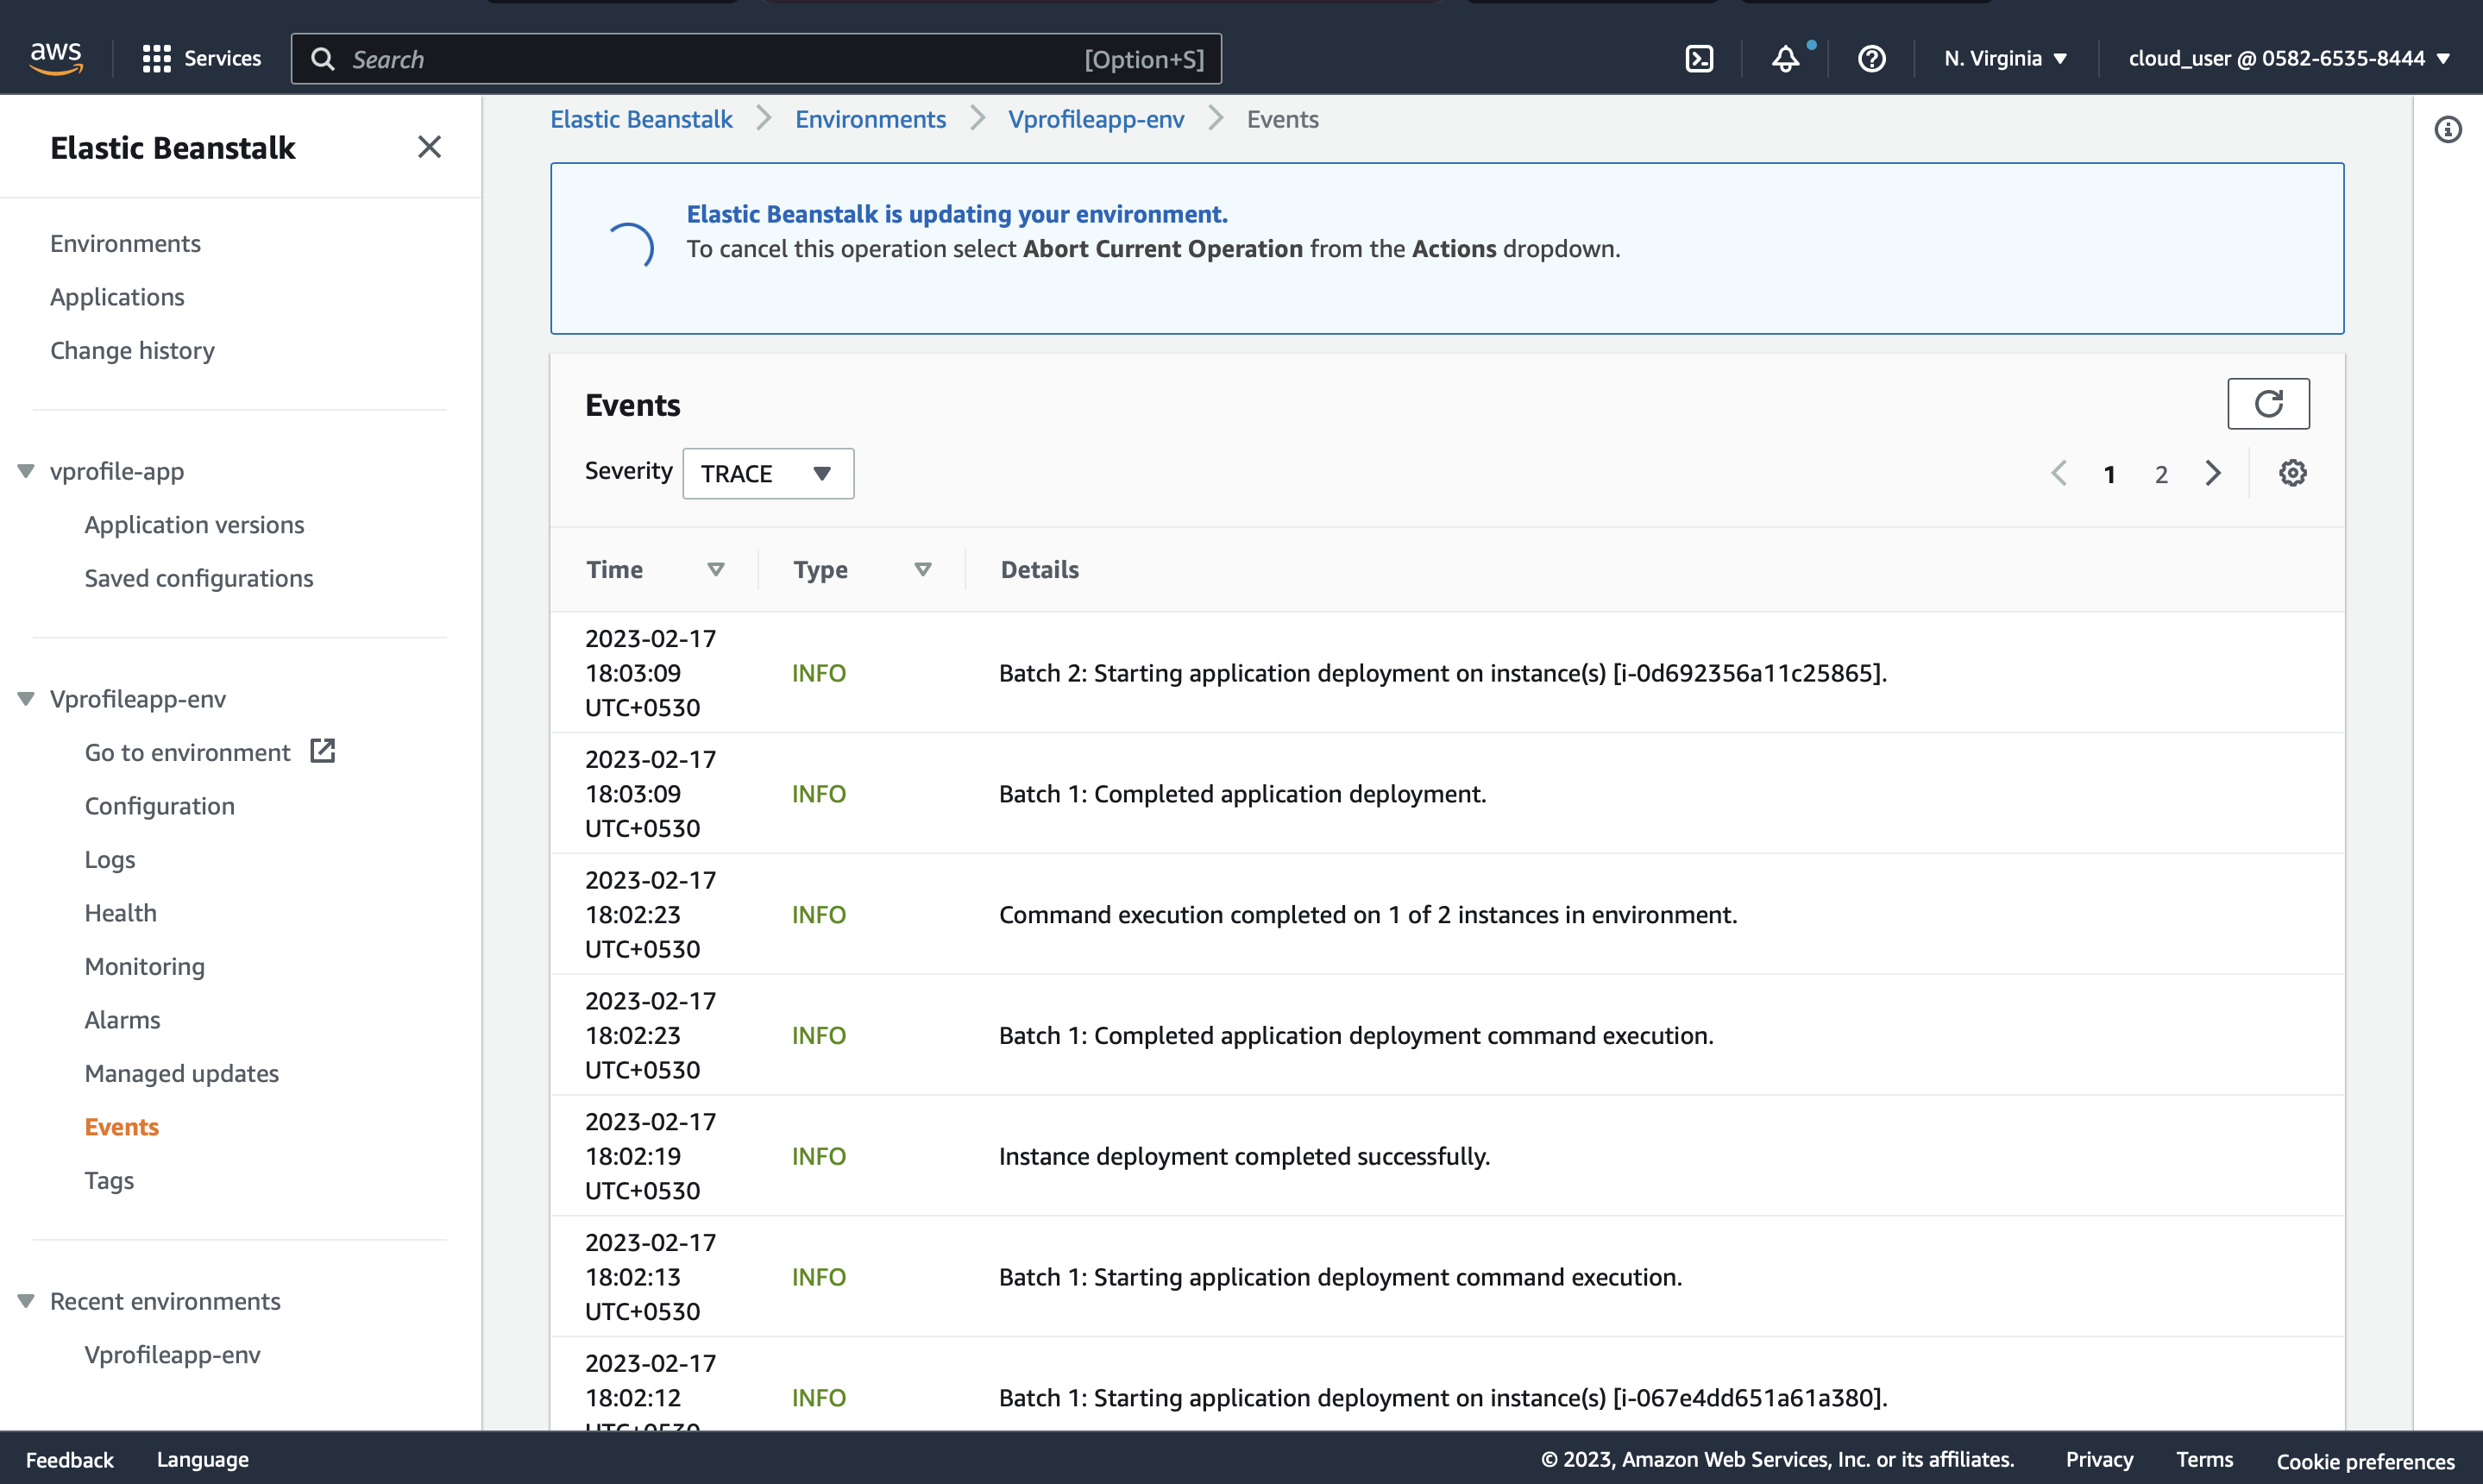 aws
Services
Search [Option+S]
N. Virginia
cloud_user @ 0582-6535-8444
Elastic Beanstalk
Environments
Applications
Change history
vprofile-app
Application versions
Saved configurations
Vprofileapp-env
Go to environment
Configuration
Logs
Health
Monitoring
Alarms
Managed updates
Events
Tags
Recent environments
Vprofileapp-env
Elastic Beanstalk Environments Vprofileapp-env Events
Elastic Beanstalk is updating your environment.
To cancel this operation select Abort Current Operation from the Actions dropdown.
Events
Severity TRACE
1 2
Time Type Details
2023-02-17
18:03:09 INFO Batch 2: Starting application deployment on instance(s) [i-0d692356a11c25865].
UTC+0530
2023-02-17
18:03:09 INFO Batch 1: Completed application deployment.
UTC+0530
2023-02-17
18:02:23 INFO Command execution completed on 1 of 2 instances in environment.
UTC+0530
2023-02-17
18:02:23 INFO Batch 1: Completed application deployment command execution.
UTC+0530
2023-02-17
18:02:19 INFO Instance deployment completed successfully.
UTC+0530
2023-02-17
18:02:13 INFO Batch 1: Starting application deployment command execution.
UTC+0530
2023-02-17
18:02:12 INFO Batch 1: Starting application deployment on instance(s) [i-067e4dd651a61a380].
UTC+0530
Feedback Language © 2023, Amazon Web Services, Inc. or its affiliates. Privacy Terms Cookie preferences